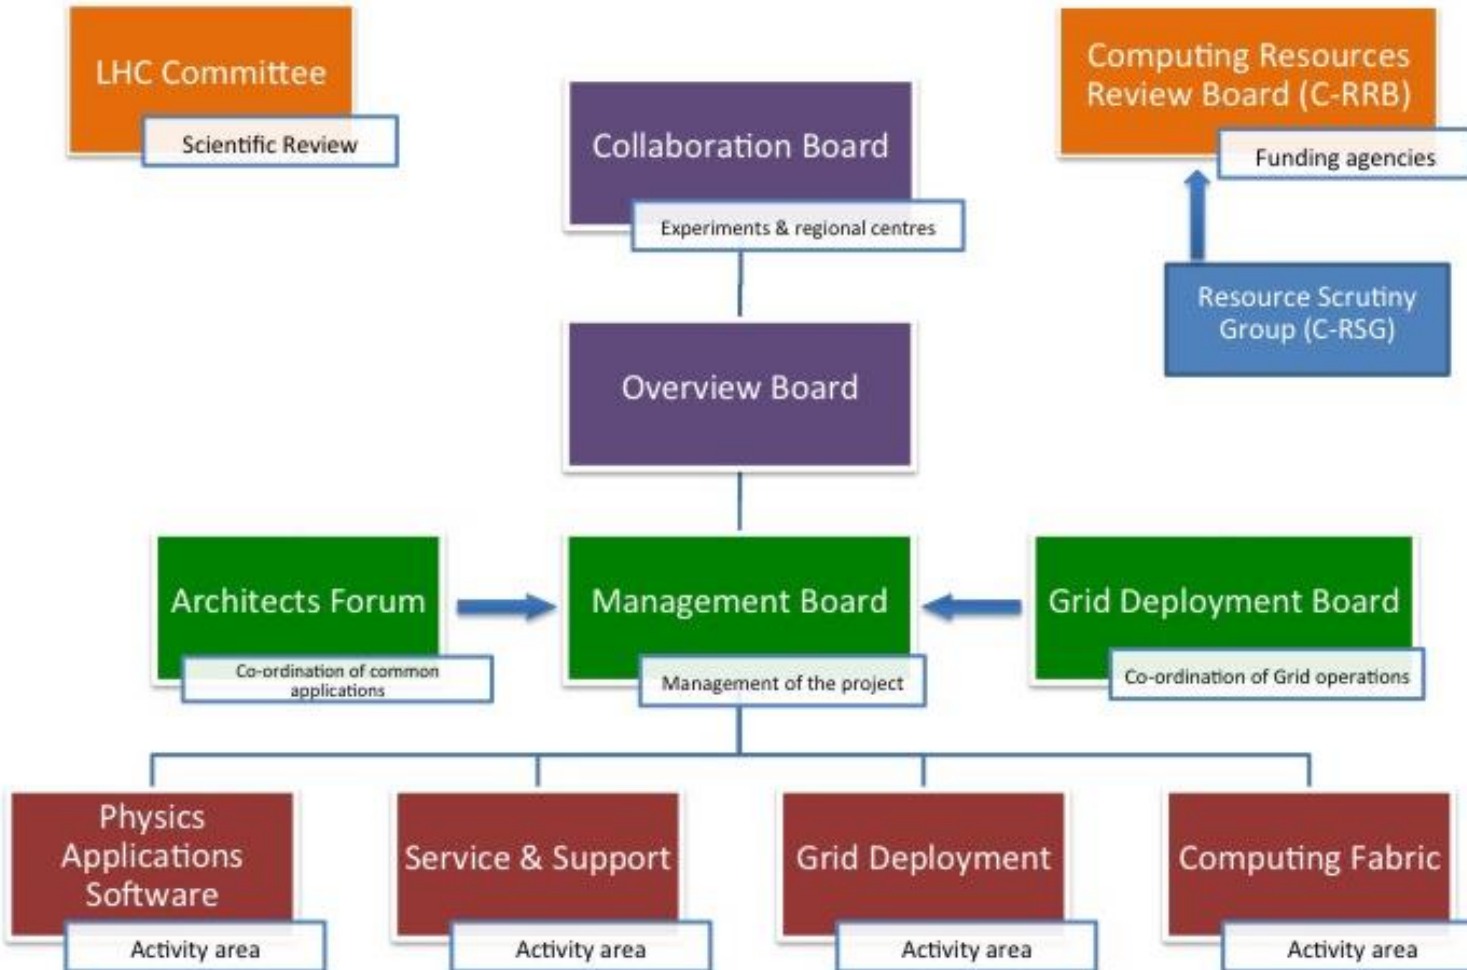 LHC Committee
Scientific Review
Collaboration Board
Experiments & regional centres
Computing Resources
Review Board (C-RRB)
Funding agencies
Resource Scrutiny
Group (C-RSG)
Overview Board
Architects Forum
Co-ordination of common
applications
Management Board
Management of the project
Grid Deployment Board
Co-ordination of Grid operations
Physics
Applications
Software
Activity area
Service & Support
Activity area
Grid Deployment
Activity area
Computing Fabric
Activity area